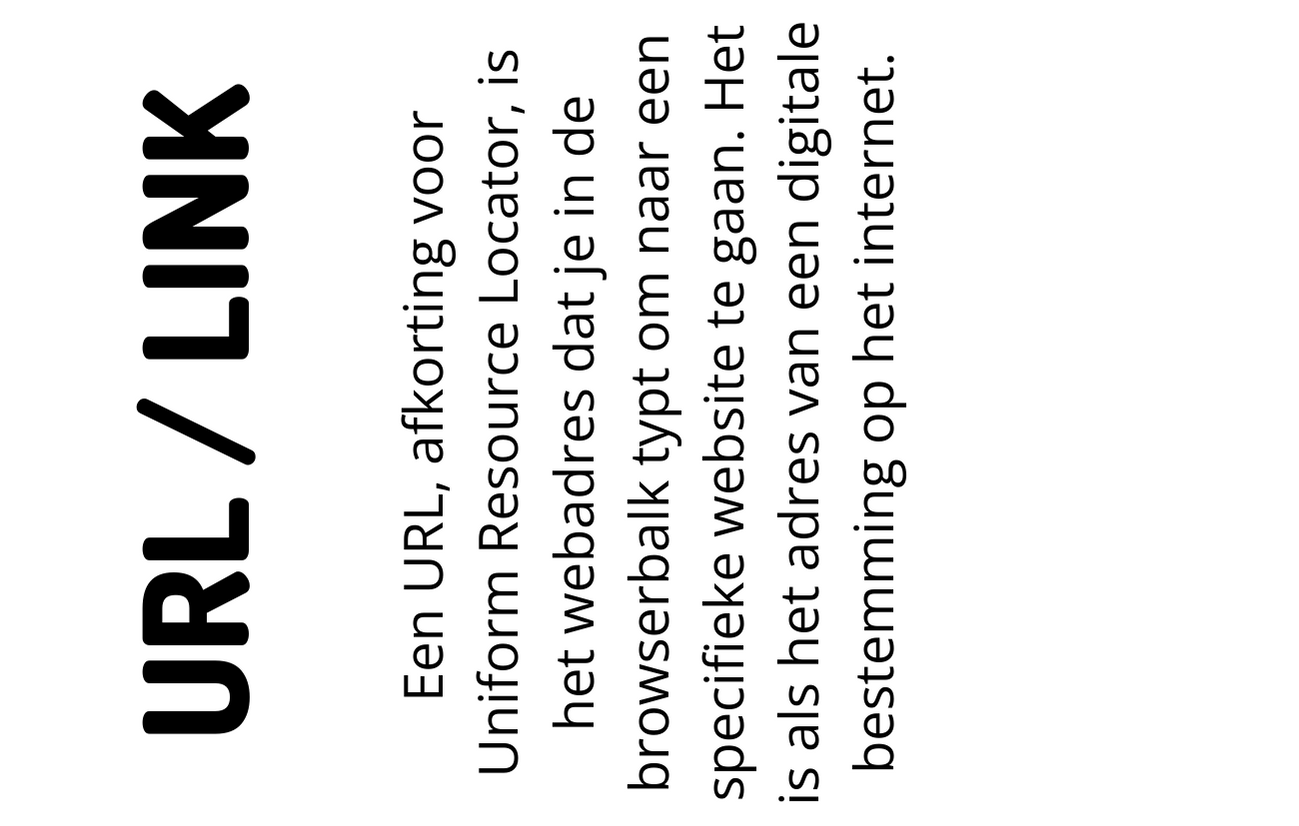 URL / LINK
Een URL, afkorting voor
Uniform Resource Locator, is
het webadres dat je in de
browserbalk typt om naar een
specifieke website te gaan. Het
is als het adres van een digitale
bestemming op het internet.